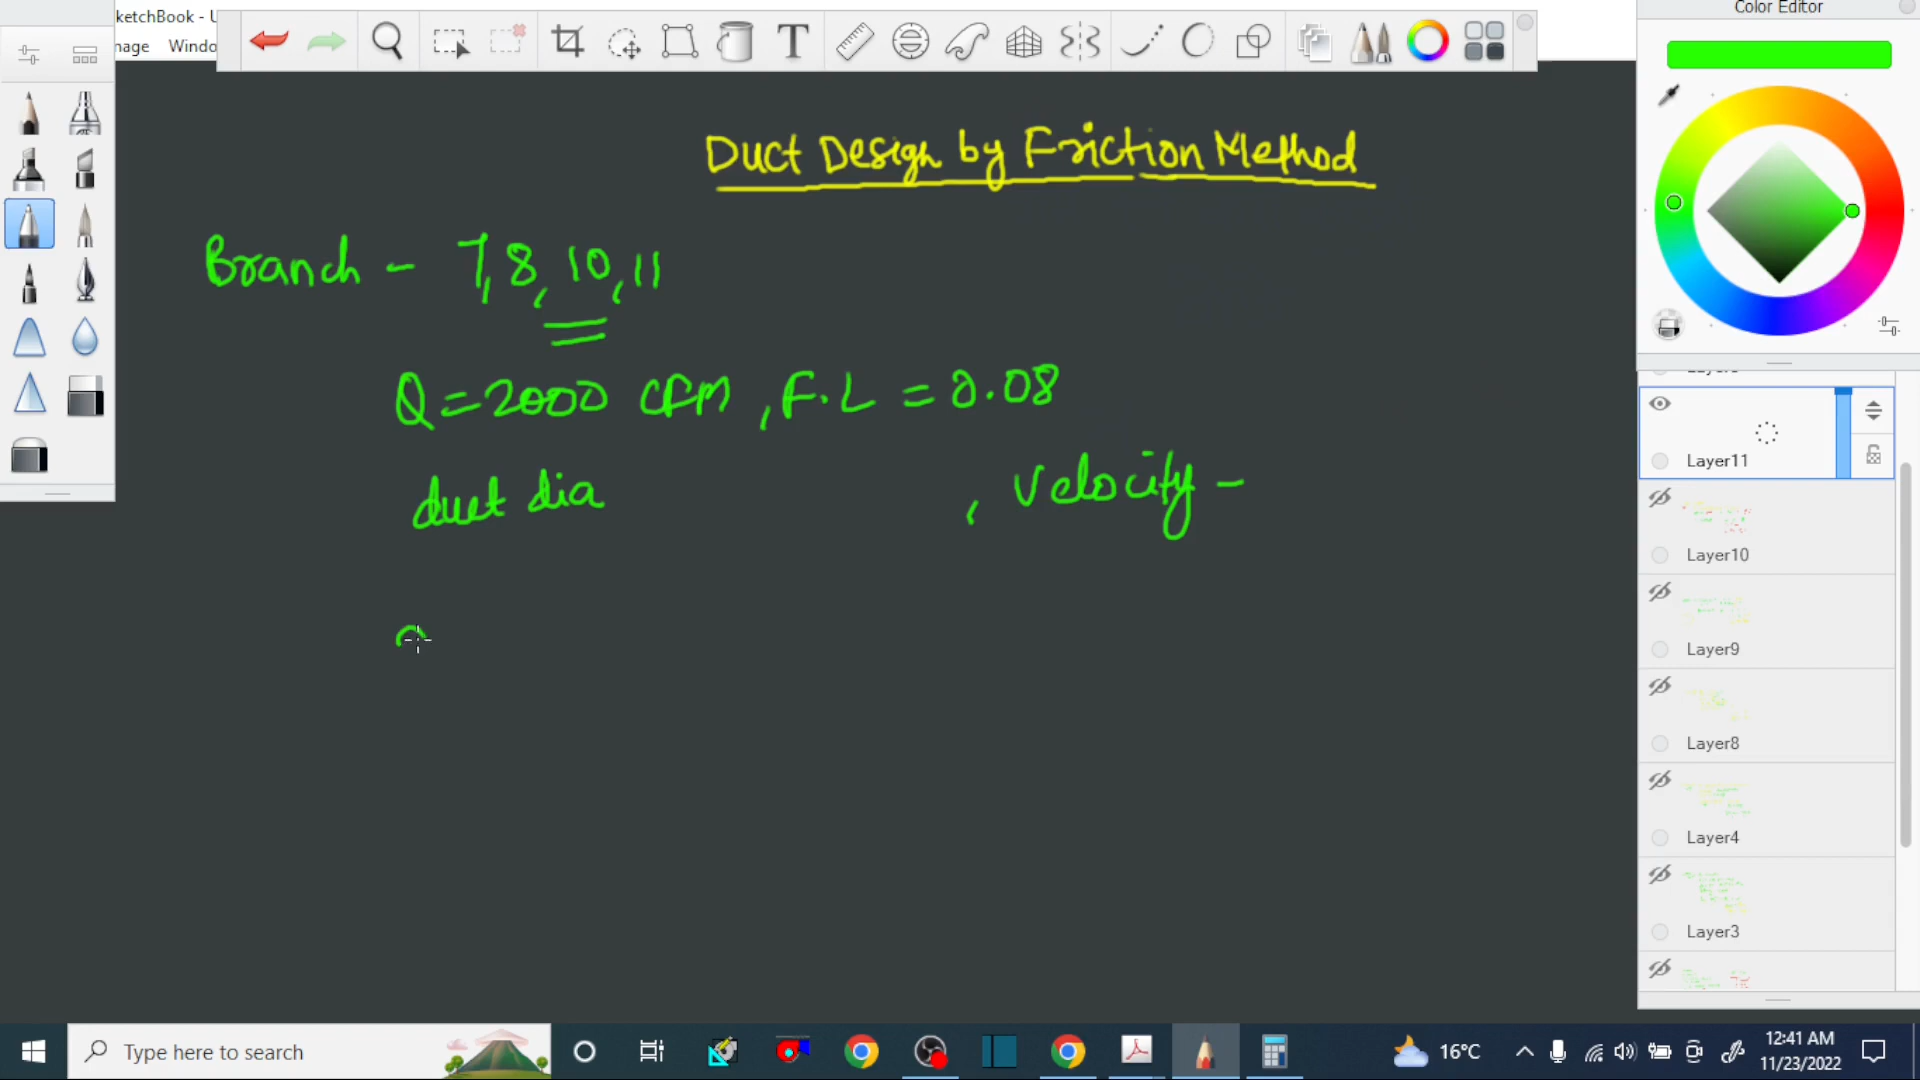 ketchBook - U
Color Editor
mage Windo
Duct Design by Friction Method
Branch - 7, 8, 10, 11
Q = 2000 CFM, F.L = 0.08
duct dia , Velocity -
Layer11
Layer10
Layer9
Layer8
Layer4
Layer3
Type here to search
16°C
12:41 AM
11/23/2022